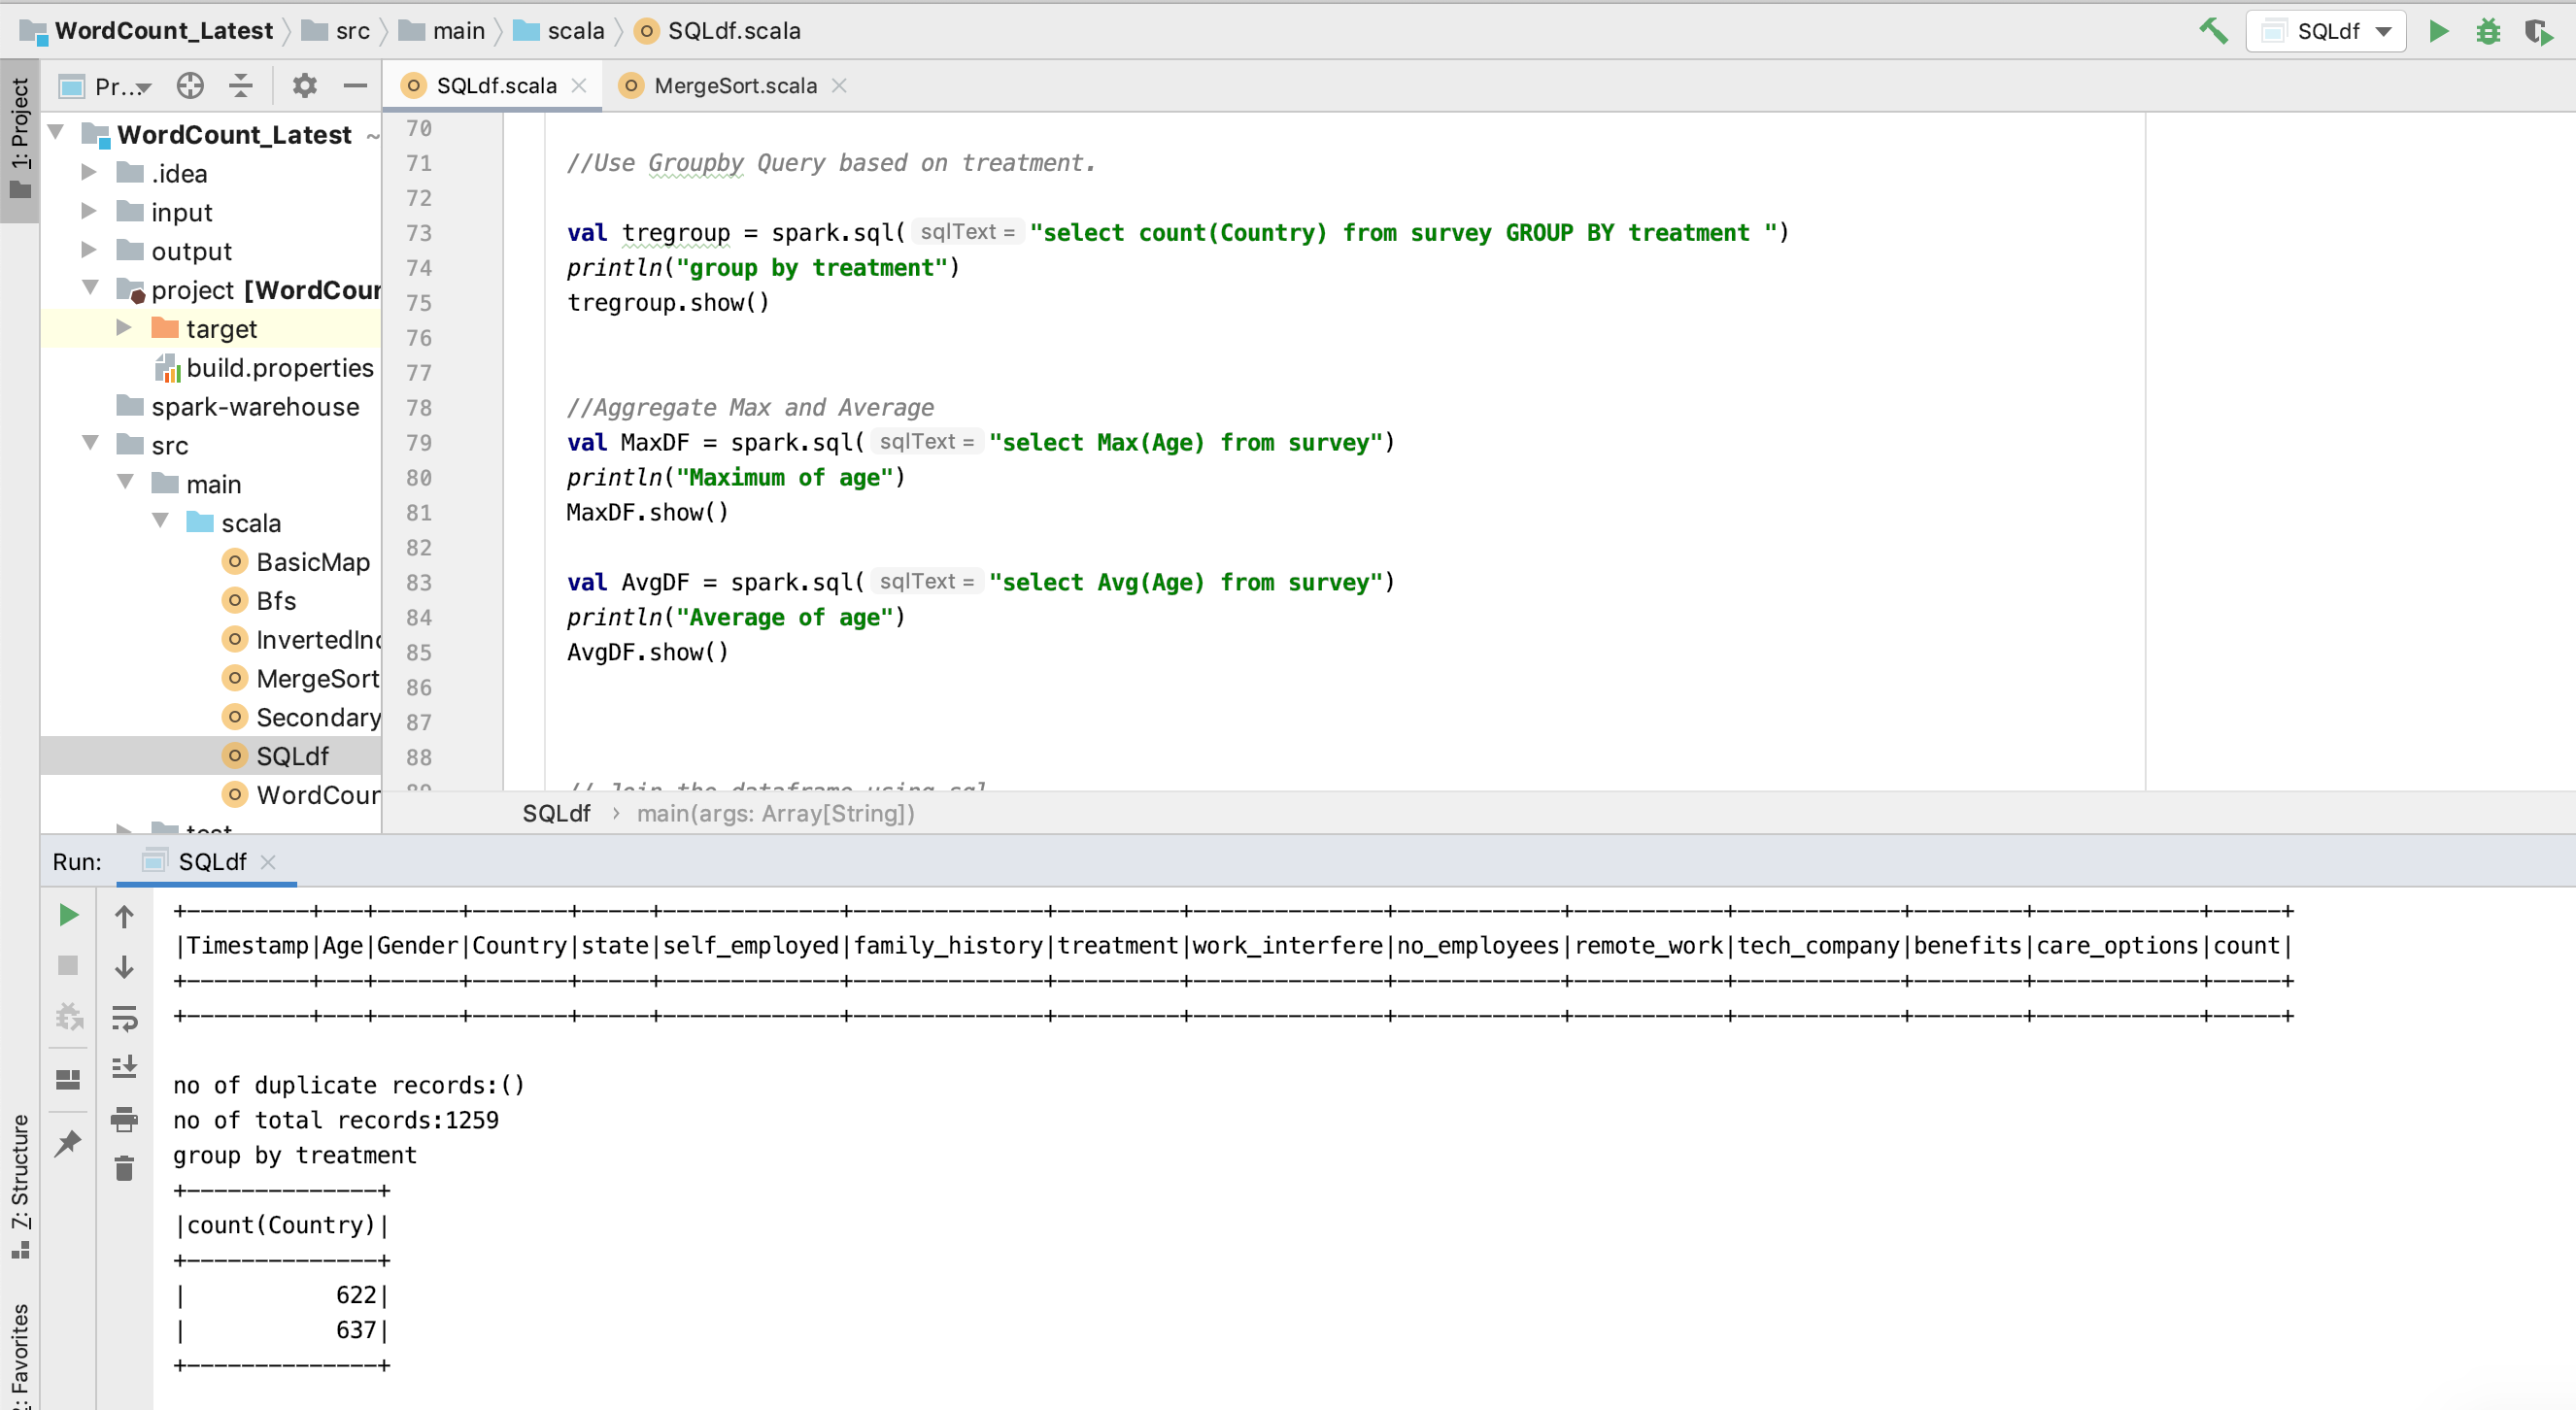 WordCount_Latest src main scala SQLdf.scala SQLdf
1: Project
Pr... SQLdf.scala MergeSort.scala
WordCount_Latest ~
.idea
input
output
project [WordCour
target
build.properties
spark-warehouse
src
main
scala
BasicMap
Bfs
InvertedInd
MergeSort
Secondary
SQLdf
WordCour
test
70
71 //Use Groupby Query based on treatment.
72
73 val tregroup = spark.sql( sqlText = "select count(Country) from survey GROUP BY treatment ")
74 println("group by treatment")
75 tregroup.show()
76
77
78 //Aggregate Max and Average
79 val MaxDF = spark.sql( sqlText = "select Max(Age) from survey")
80 println("Maximum of age")
81 MaxDF.show()
82
83 val AvgDF = spark.sql( sqlText = "select Avg(Age) from survey")
84 println("Average of age")
85 AvgDF.show()
86
87
88
89 // Join the dataframe using sql
SQLdf › main(args: Array[String])
Run: SQLdf
+---------+---+------+-------+-----+-------------+--------------+---------+--------------+------------+-----------+------------+--------+------------+-----+
|Timestamp|Age|Gender|Country|state|self_employed|family_history|treatment|work_interfere|no_employees|remote_work|tech_company|benefits|care_options|count|
+---------+---+------+-------+-----+-------------+--------------+---------+--------------+------------+-----------+------------+--------+------------+-----+
+---------+---+------+-------+-----+-------------+--------------+---------+--------------+------------+-----------+------------+--------+------------+-----+
no of duplicate records:()
no of total records:1259
group by treatment
+--------------+
|count(Country)|
+--------------+
|           622|
|           637|
+--------------+
7: Structure
2: Favorites